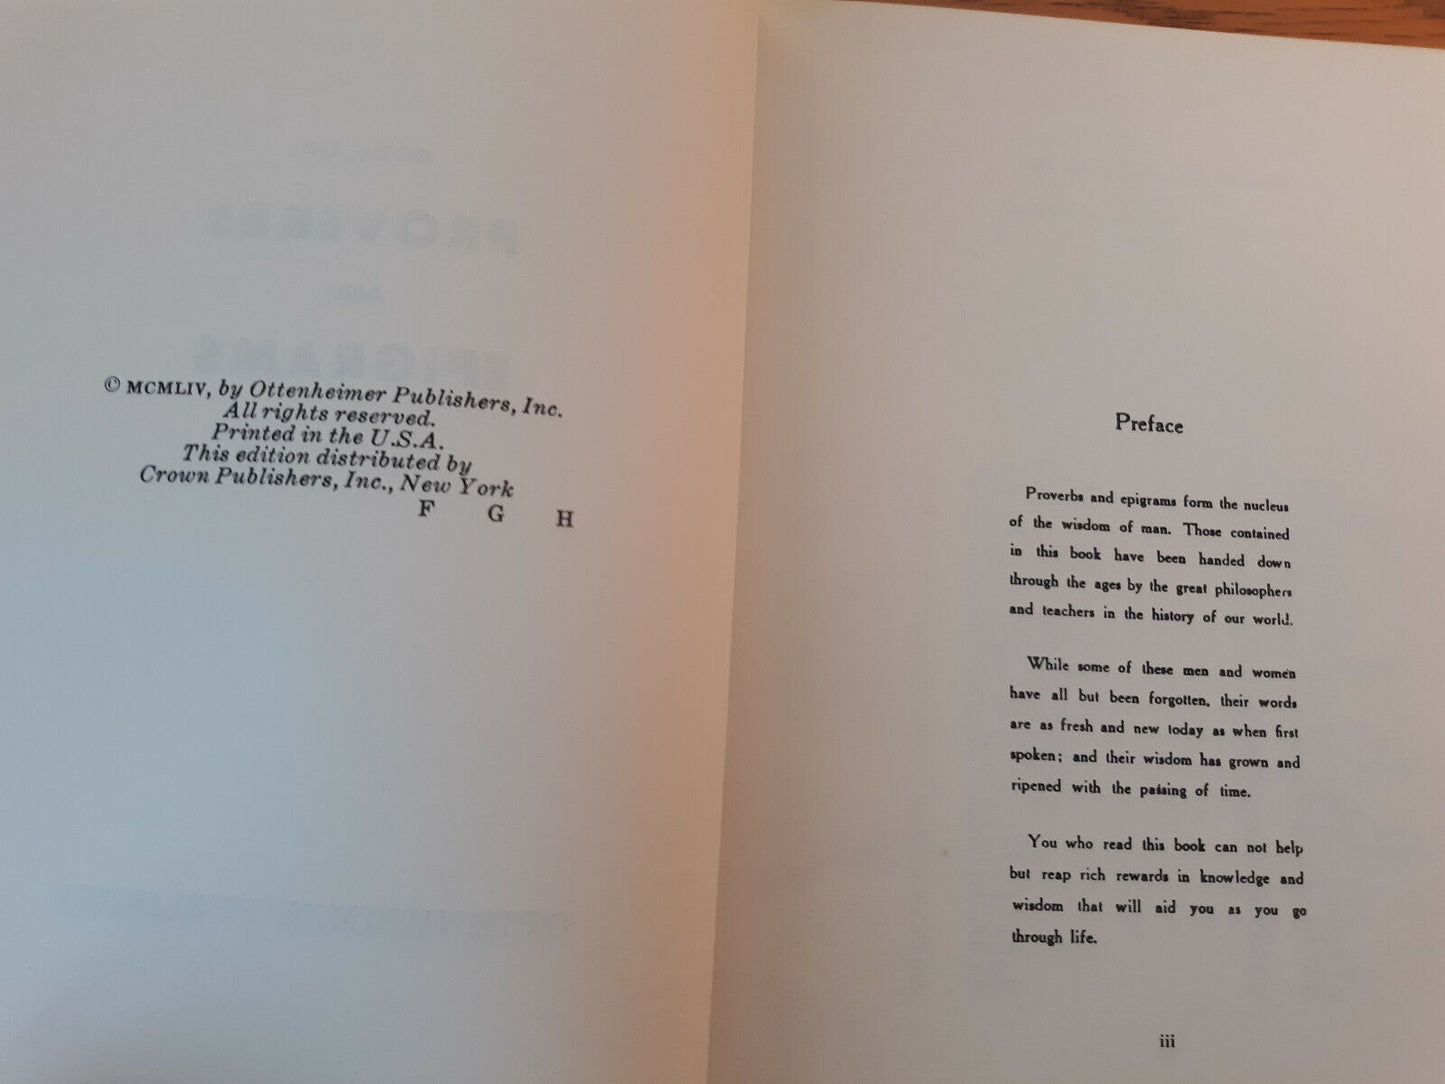 © MCMLIV, by Ottenheimer Publishers, Inc.
All rights reserved.
Printed in the U.S.A.
This edition distributed by
Crown Publishers, Inc., New York
F G H
PROVERBS
AND
EPIGRAMS
Preface
Proverbs and epigrams form the nucleus
of the wisdom of man. Those contained
in this book have been handed down
through the ages by the great philosophers
and teachers in the history of our world.
While some of these men and women
have all but been forgotten, their words
are as fresh and new today as when first
spoken; and their wisdom has grown and
ripened with the passing of time.
You who read this book can not help
but reap rich rewards in knowledge and
wisdom that will aid you as you go
through life.
iii